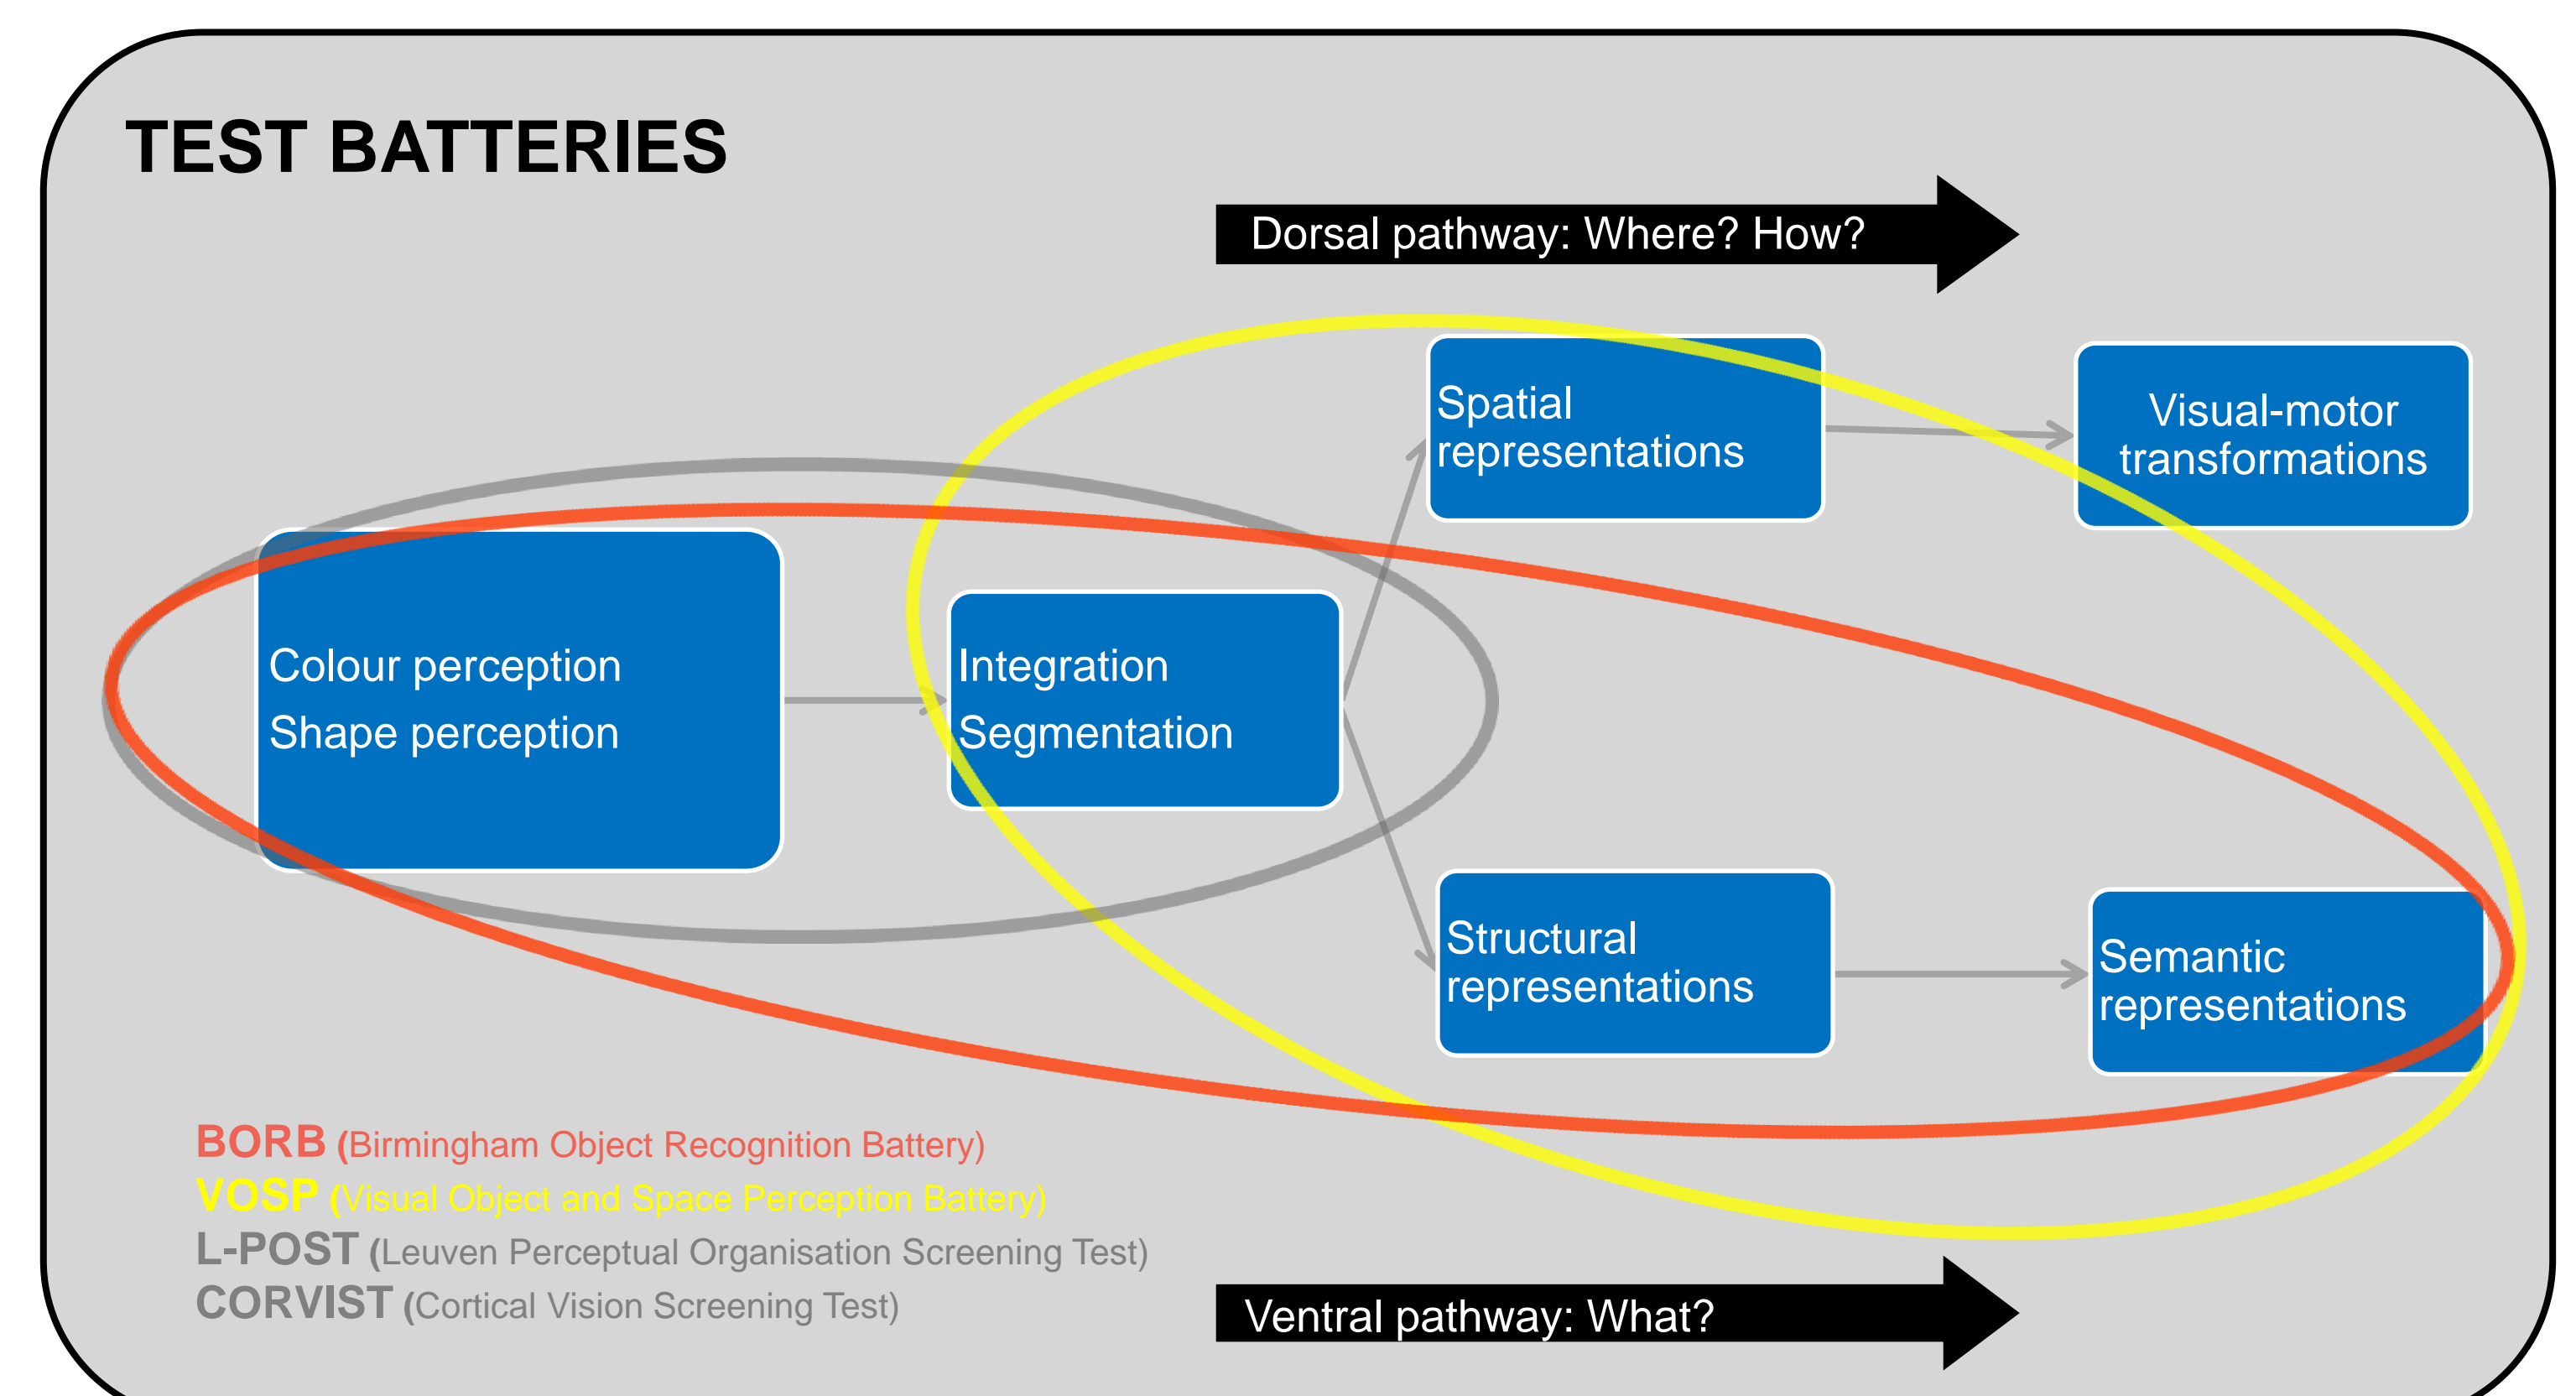 TEST BATTERIES
Dorsal pathway: Where? How?
Spatial
representations
Visual-motor
transformations
Colour perception
Shape perception
Integration
Segmentation
Structural
representations
Semantic
representations
BORB (Birmingham Object Recognition Battery)
VOSP (Visual Object and Space Perception Battery)
L-POST (Leuven Perceptual Organisation Screening Test)
CORVIST (Cortical Vision Screening Test)
Ventral pathway: What?